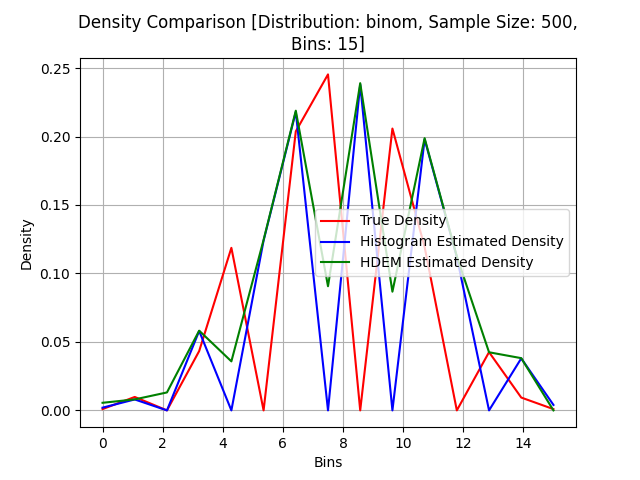 Density Comparison [Distribution: binom, Sample Size: 500,
Bins: 15]
0.25
0.20
0.15
0.10
0.05
0.00
Density
True Density
Histogram Estimated Density
HDEM Estimated Density
0 2 4 6 8 10 12 14
Bins